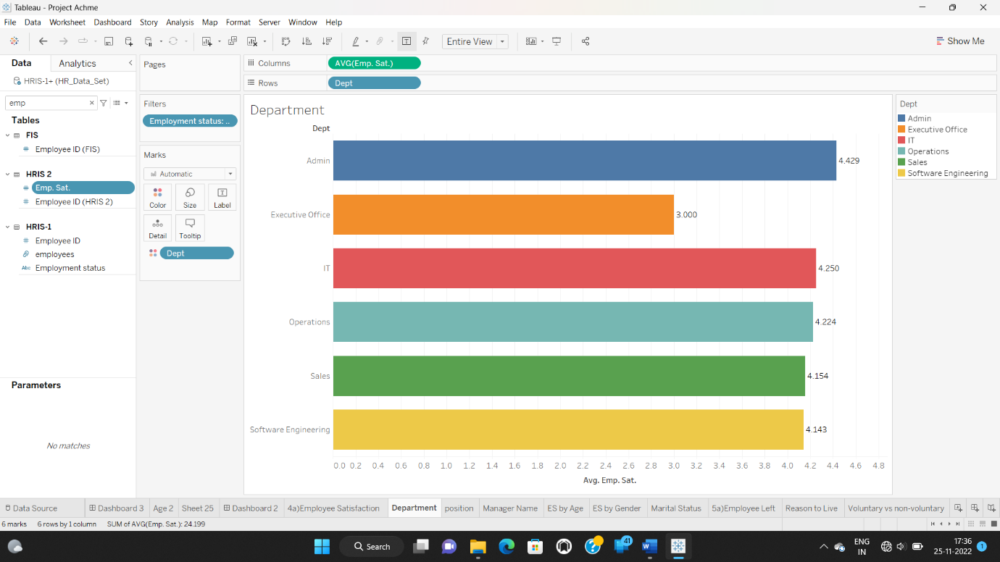 Tableau - Project Achme
File Data Worksheet Dashboard Story Analysis Map Format Server Window Help
Entire View
Show Me
Data Analytics
HRIS-1+ (HR_Data_Set)
emp
Tables
FIS
Employee ID (FIS)
HRIS 2
Emp. Sat.
Employee ID (HRIS 2)
HRIS-1
Employee ID
employees
Abc Employment status
Parameters
No matches
Pages
Filters
Employment status: ..
Marks
Automatic
Color Size Label
Detail Tooltip
Dept
Columns AVG(Emp. Sat.)
Rows Dept
Department
Dept
Admin 4.429
Executive Office 3.000
IT 4.250
Operations 4.224
Sales 4.154
Software Engineering 4.143
0.0 0.2 0.4 0.6 0.8 1.0 1.2 1.4 1.6 1.8 2.0 2.2 2.4 2.6 2.8 3.0 3.2 3.4 3.6 3.8 4.0 4.2 4.4 4.6 4.8
Avg. Emp. Sat.
Dept
Admin
Executive Office
IT
Operations
Sales
Software Engineering
Data Source Dashboard 3 Age 2 Sheet 25 Dashboard 2 4a)Employee Satisfaction Department position Manager Name ES by Age ES by Gender Marital Status 5a)Employee Left Reason to Live Voluntary vs non-voluntary
6 marks 6 rows by 1 column SUM of AVG(Emp. Sat.): 24.199
Search
41
W
ENG
IN
17:36
25-11-2022
1